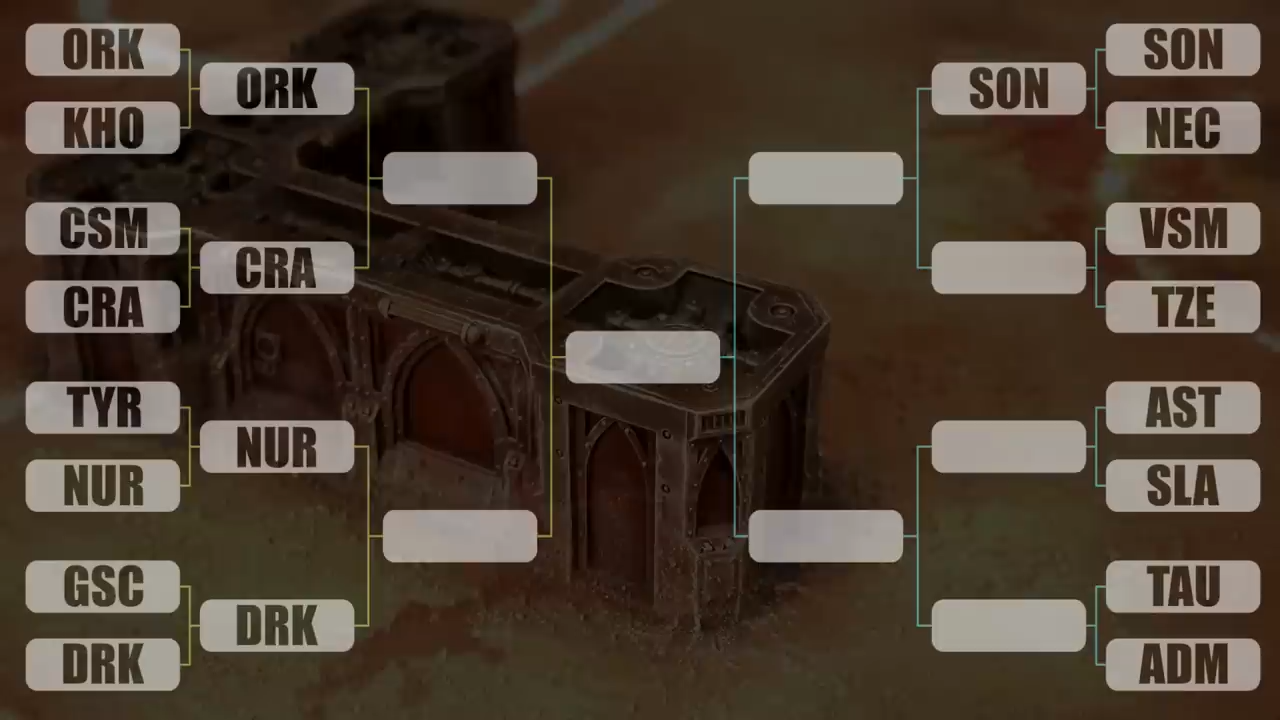 ORK
KHO
CSM
CRA
TYR
NUR
GSC
DRK
ORK
CRA
NUR
DRK
SON
SON
NEC
VSM
TZE
AST
SLA
TAU
ADM